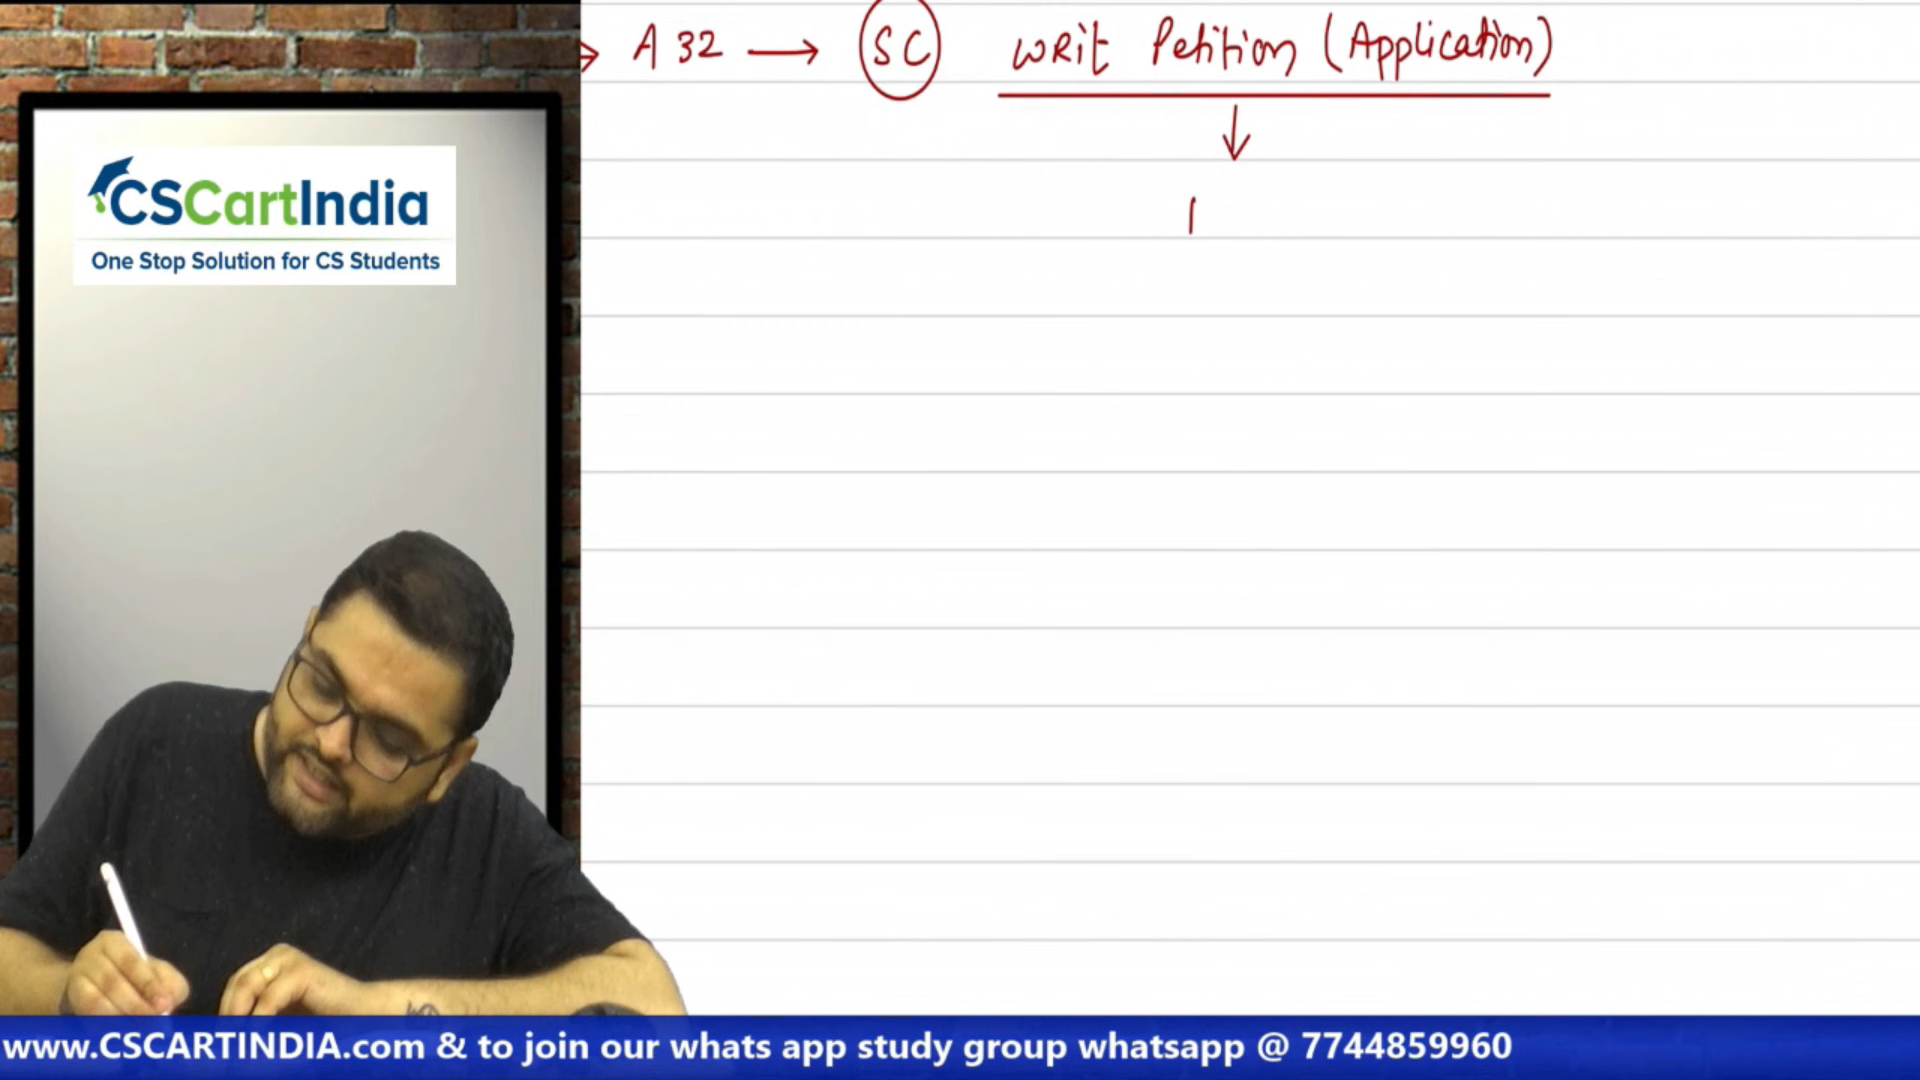 A 32 → SC WRit Petition (Application)
↓
CSCartIndia
One Stop Solution for CS Students
www.CSCARTINDIA.com & to join our whats app study group whatsapp @ 7744859960